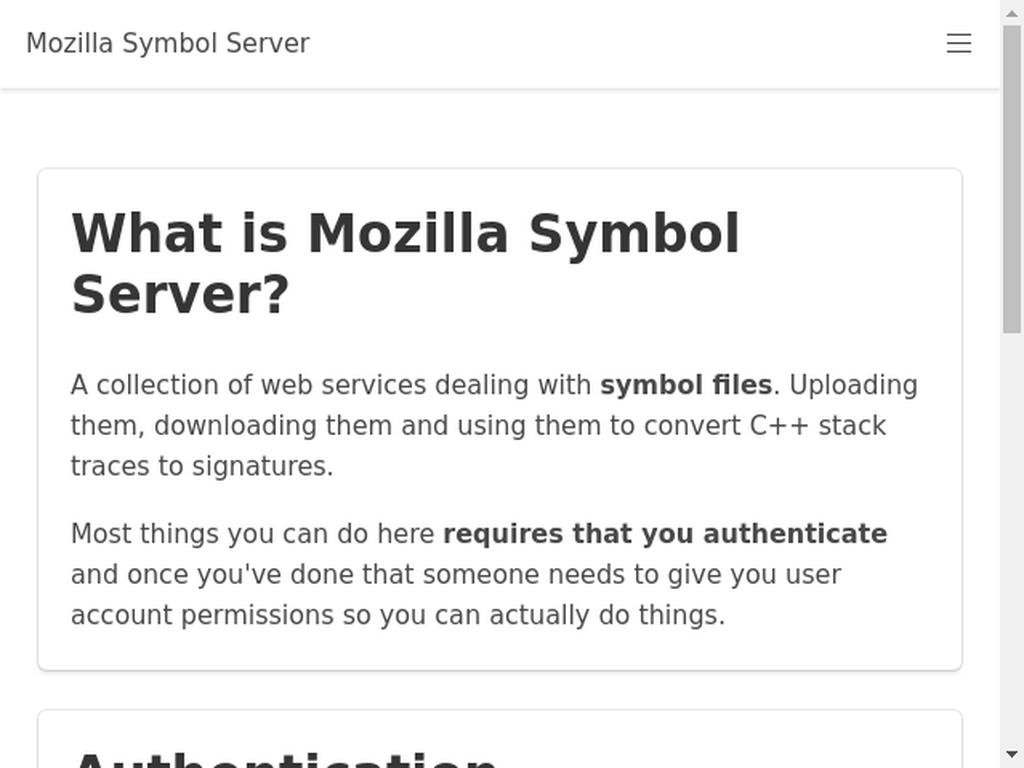 Mozilla Symbol Server
What is Mozilla Symbol
Server?
A collection of web services dealing with symbol files. Uploading
them, downloading them and using them to convert C++ stack
traces to signatures.
Most things you can do here requires that you authenticate
and once you've done that someone needs to give you user
account permissions so you can actually do things.
Authentication